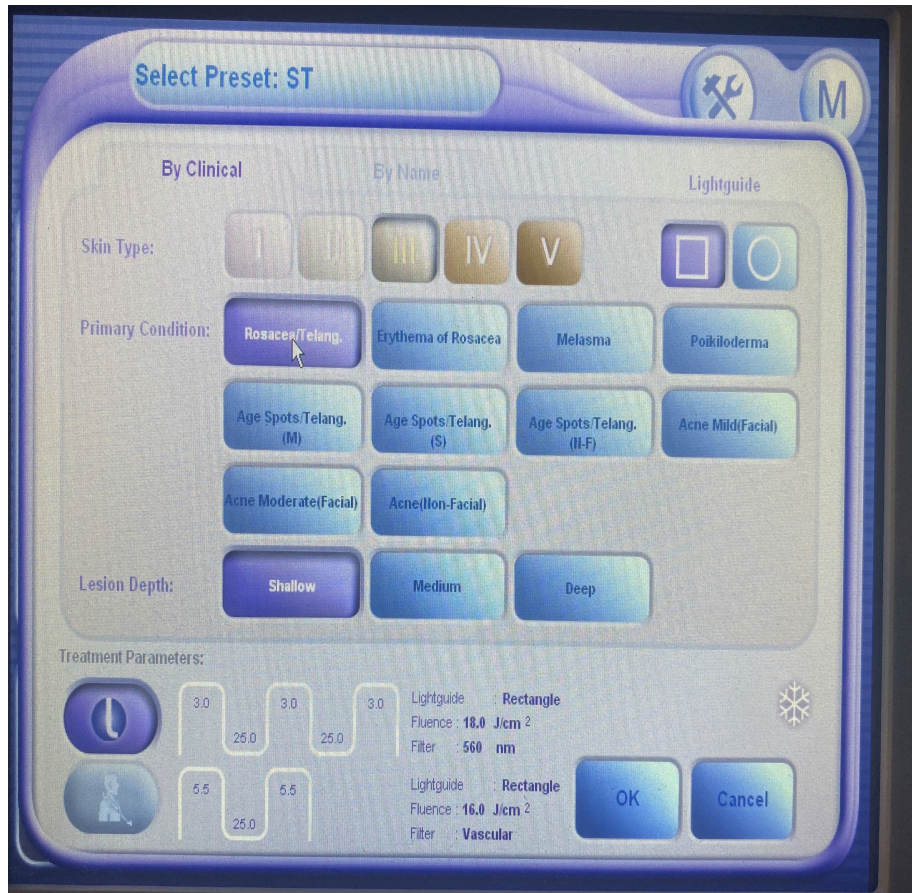 Select Preset: ST
M
By Clinical
By Name
Lightguide
Skin Type:
I II III IV V
Primary Condition:
Rosacea/Telang.
Erythema of Rosacea
Melasma
Poikiloderma
Age Spots/Telang.
(M)
Age Spots/Telang.
(S)
Age Spots/Telang.
(N-F)
Acne Mild(Facial)
Acne Moderate(Facial)
Acne(Non-Facial)
Lesion Depth:
Shallow
Medium
Deep
Treatment Parameters:
3.0 3.0 3.0
25.0 25.0
Lightguide : Rectangle
Fluence : 18.0 J/cm 2
Filter : 560 nm
5.5 5.5
25.0
Lightguide : Rectangle
Fluence : 16.0 J/cm 2
Filter : Vascular
OK
Cancel